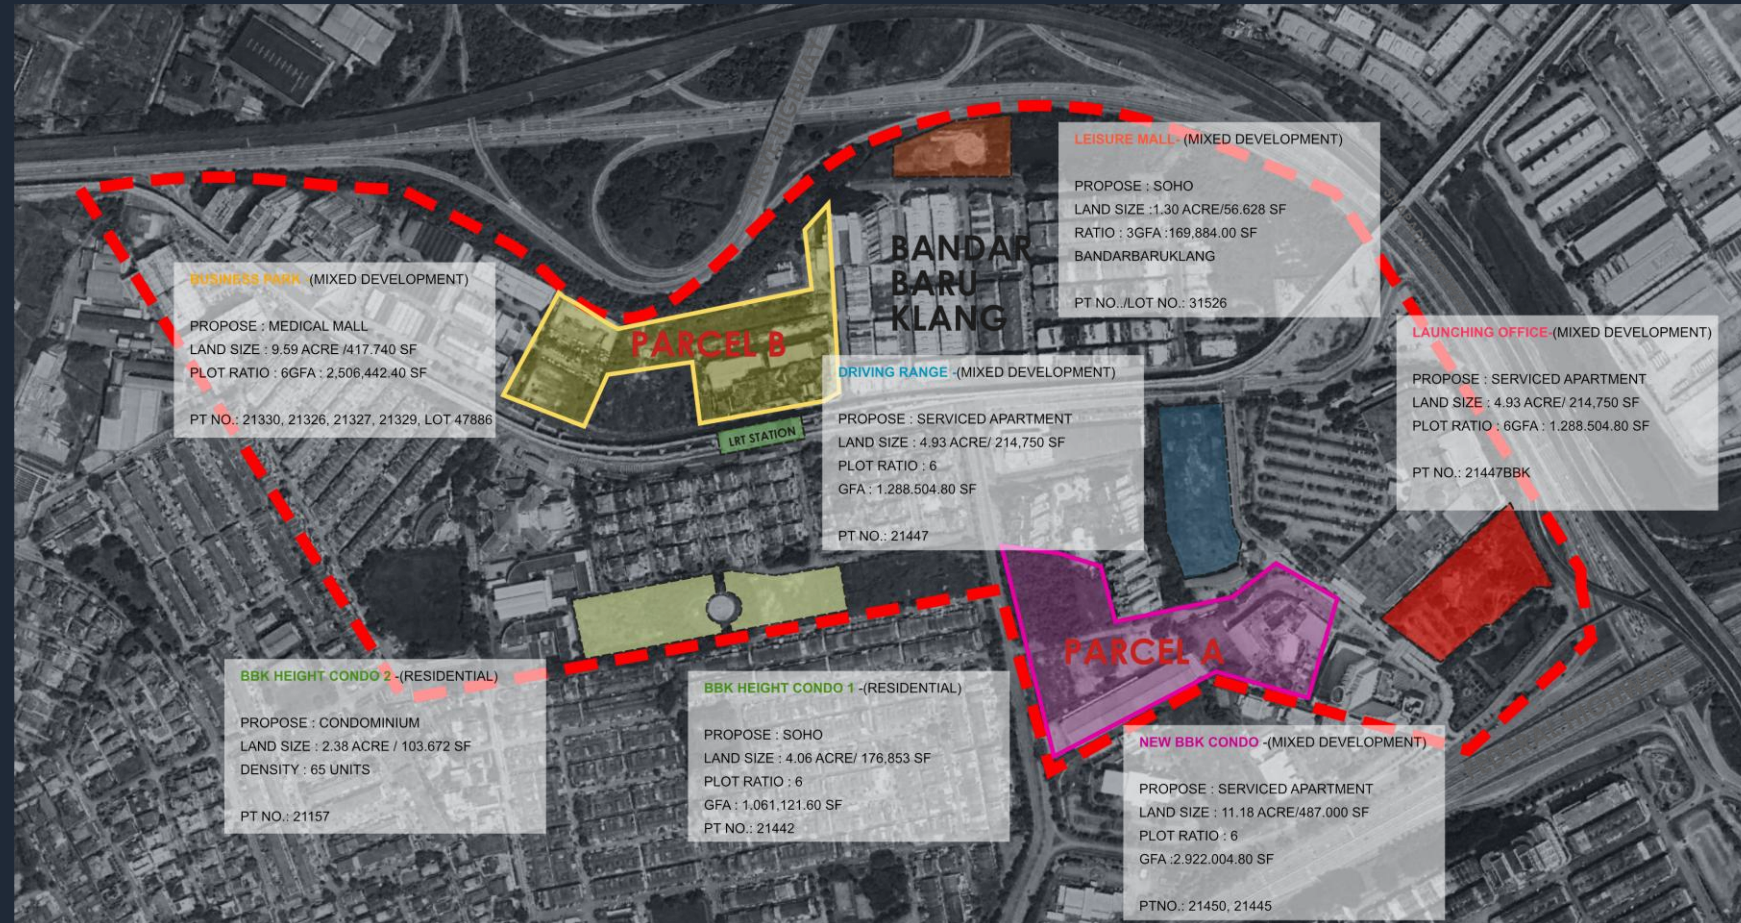 LEISURE MALL- (MIXED DEVELOPMENT)
PROPOSE : SOHO
LAND SIZE :1.30 ACRE/56.628 SF
RATIO : 3GFA :169,884.00 SF
BANDARBARUKLANG
PT NO../LOT NO.: 31526
BANDAR
BARU
KLANG
BUSINESS PARK-(MIXED DEVELOPMENT)
PROPOSE : MEDICAL MALL
LAND SIZE : 9.59 ACRE /417.740 SF
PLOT RATIO : 6GFA : 2,506,442.40 SF
PT NO.: 21330, 21326, 21327, 21329, LOT 47886
PARCEL B
LRT STATION
LAUNCHING OFFICE-(MIXED DEVELOPMENT)
PROPOSE : SERVICED APARTMENT
LAND SIZE : 4.93 ACRE/ 214,750 SF
PLOT RATIO : 6GFA : 1.288.504.80 SF
PT NO.: 21447BBK
DRIVING RANGE -(MIXED DEVELOPMENT)
PROPOSE : SERVICED APARTMENT
LAND SIZE : 4.93 ACRE/ 214,750 SF
PLOT RATIO : 6
GFA : 1.288.504.80 SF
PT NO.: 21447
PARCEL A
BBK HEIGHT CONDO 2 -(RESIDENTIAL)
PROPOSE : CONDOMINIUM
LAND SIZE : 2.38 ACRE / 103.672 SF
DENSITY : 65 UNITS
PT NO.: 21157
BBK HEIGHT CONDO 1 -(RESIDENTIAL)
PROPOSE : SOHO
LAND SIZE : 4.06 ACRE/ 176,853 SF
PLOT RATIO : 6
GFA : 1.061,121.60 SF
PT NO.: 21442
NEW BBK CONDO -(MIXED DEVELOPMENT)
PROPOSE : SERVICED APARTMENT
LAND SIZE : 11.18 ACRE/487.000 SF
PLOT RATIO : 6
GFA :2.922.004.80 SF
PTNO.: 21450, 21445